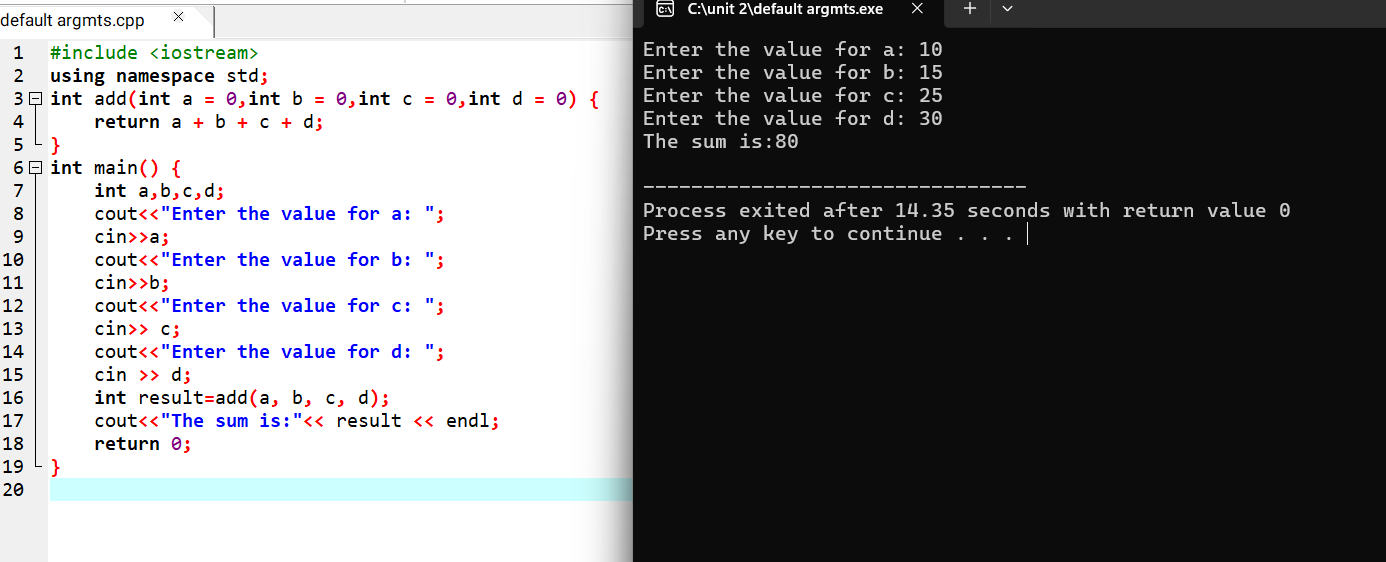 default argmts.cpp
1 #include <iostream>
2 using namespace std;
3 int add(int a = 0,int b = 0,int c = 0,int d = 0) {
4     return a + b + c + d;
5 }
6 int main() {
7     int a,b,c,d;
8     cout<<"Enter the value for a: ";
9     cin>>a;
10     cout<<"Enter the value for b: ";
11     cin>>b;
12     cout<<"Enter the value for c: ";
13     cin>> c;
14     cout<<"Enter the value for d: ";
15     cin >> d;
16     int result=add(a, b, c, d);
17     cout<<"The sum is:"<< result << endl;
18     return 0;
19 }
20
C:\unit 2\default argmts.exe
Enter the value for a: 10
Enter the value for b: 15
Enter the value for c: 25
Enter the value for d: 30
The sum is:80
--------------------------------
Process exited after 14.35 seconds with return value 0
Press any key to continue . . .